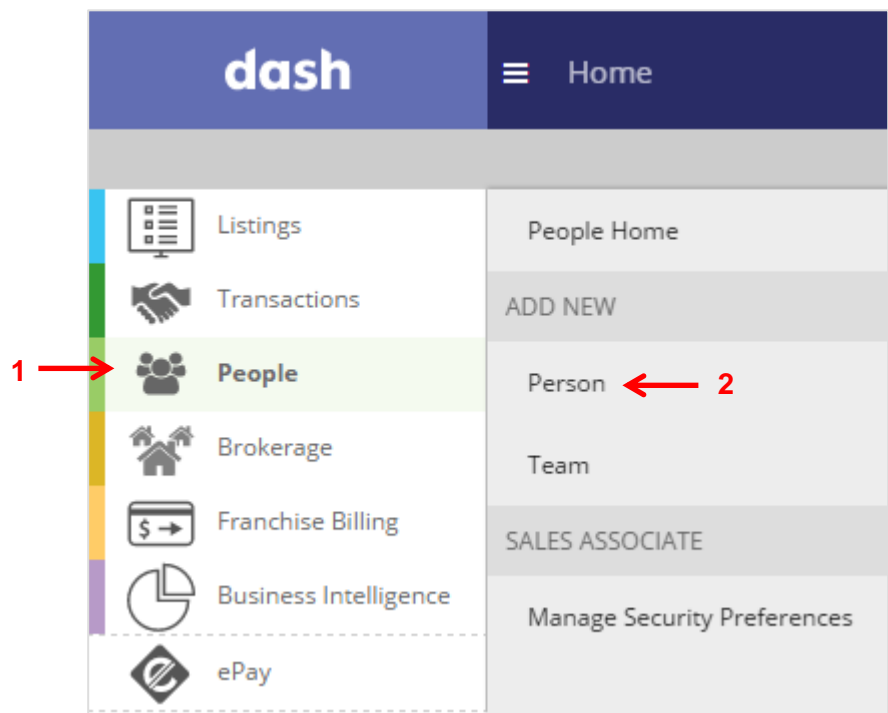 dash
Home
Listings
Transactions
1
People
Brokerage
Franchise Billing
Business Intelligence
ePay
People Home
ADD NEW
Person
2
Team
SALES ASSOCIATE
Manage Security Preferences